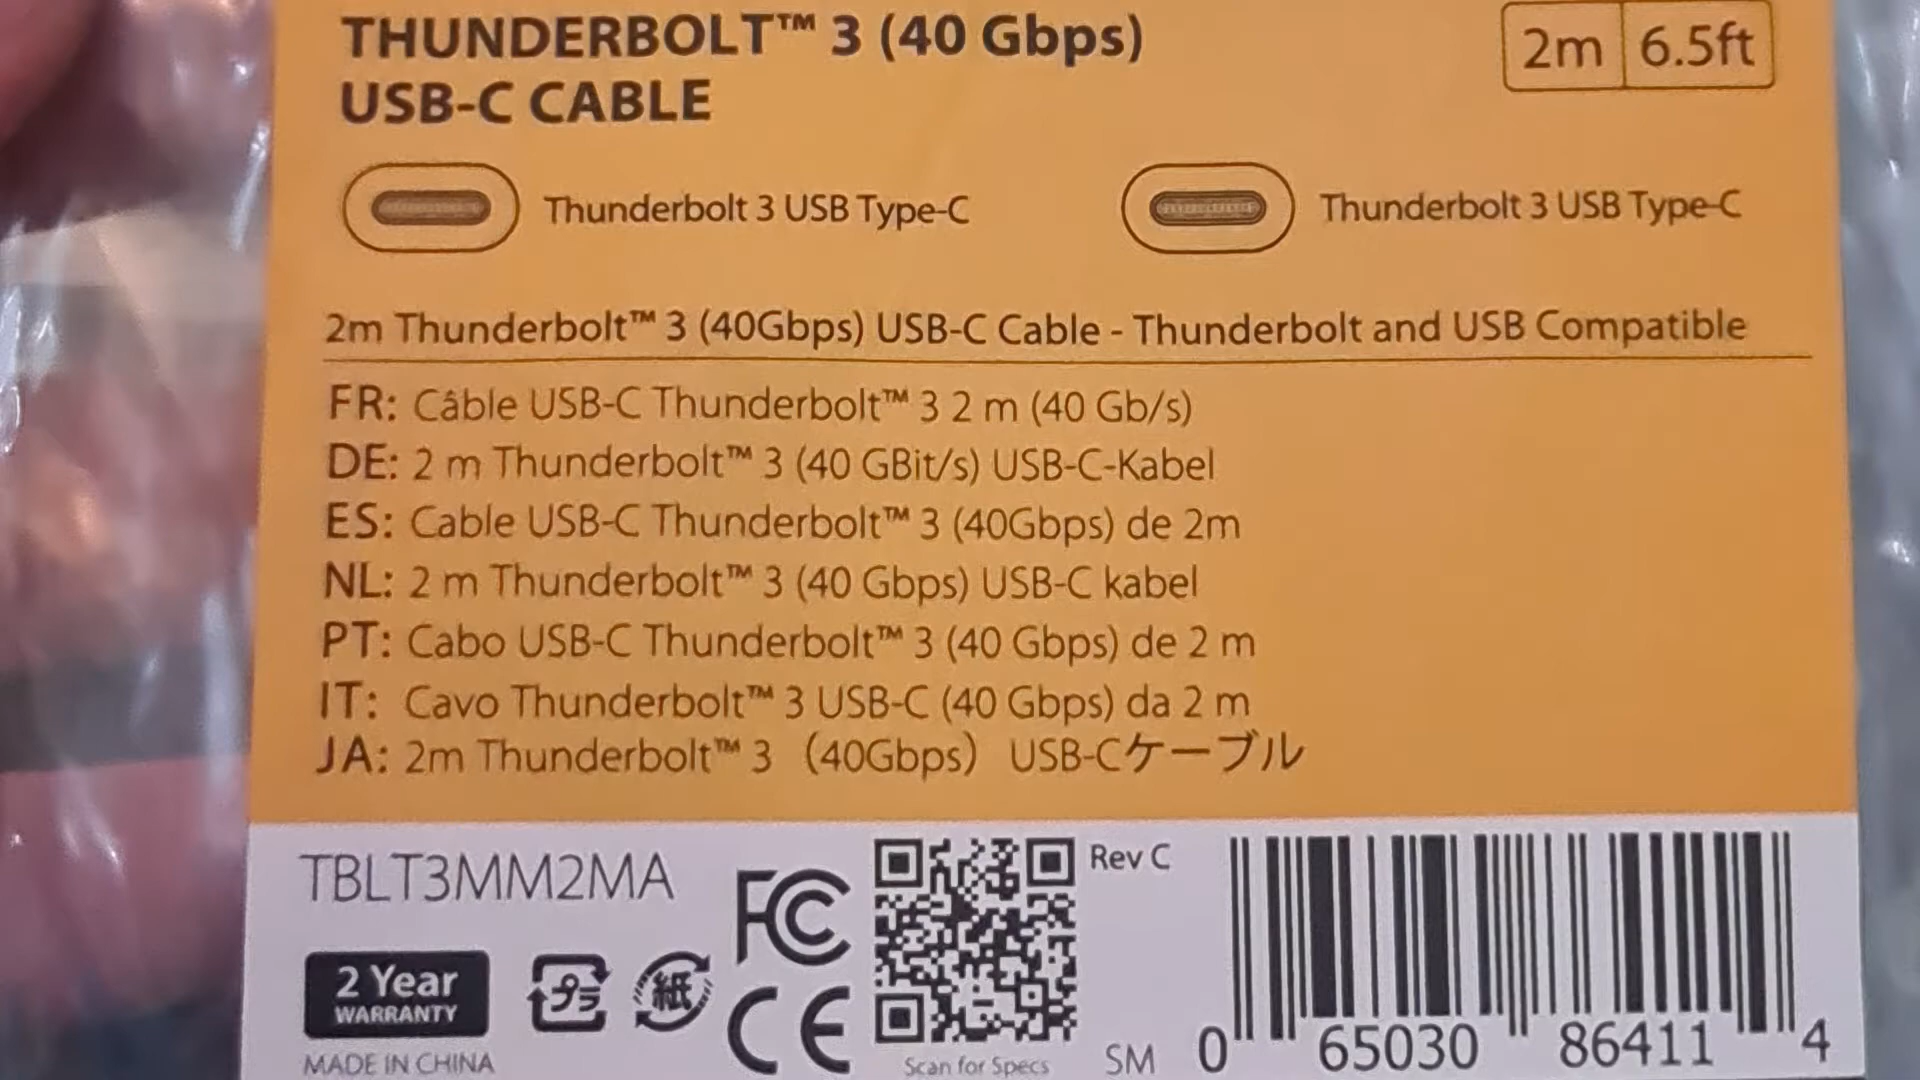 THUNDERBOLT™ 3 (40 Gbps)
USB-C CABLE
2m 6.5ft
Thunderbolt 3 USB Type-C
Thunderbolt 3 USB Type-C
2m Thunderbolt™ 3 (40Gbps) USB-C Cable - Thunderbolt and USB Compatible
FR: Câble USB-C Thunderbolt™ 3 2 m (40 Gb/s)
DE: 2 m Thunderbolt™ 3 (40 GBit/s) USB-C-Kabel
ES: Cable USB-C Thunderbolt™ 3 (40Gbps) de 2m
NL: 2 m Thunderbolt™ 3 (40 Gbps) USB-C kabel
PT: Cabo USB-C Thunderbolt™ 3 (40 Gbps) de 2 m
IT: Cavo Thunderbolt™ 3 USB-C (40 Gbps) da 2 m
JA: 2m Thunderbolt™ 3（40Gbps）USB-Cケーブル
TBLT3MM2MA
2 Year
WARRANTY
MADE IN CHINA
プラ
紙
FC
CE
Rev C
Scan for Specs
SM
0 65030 86411 4